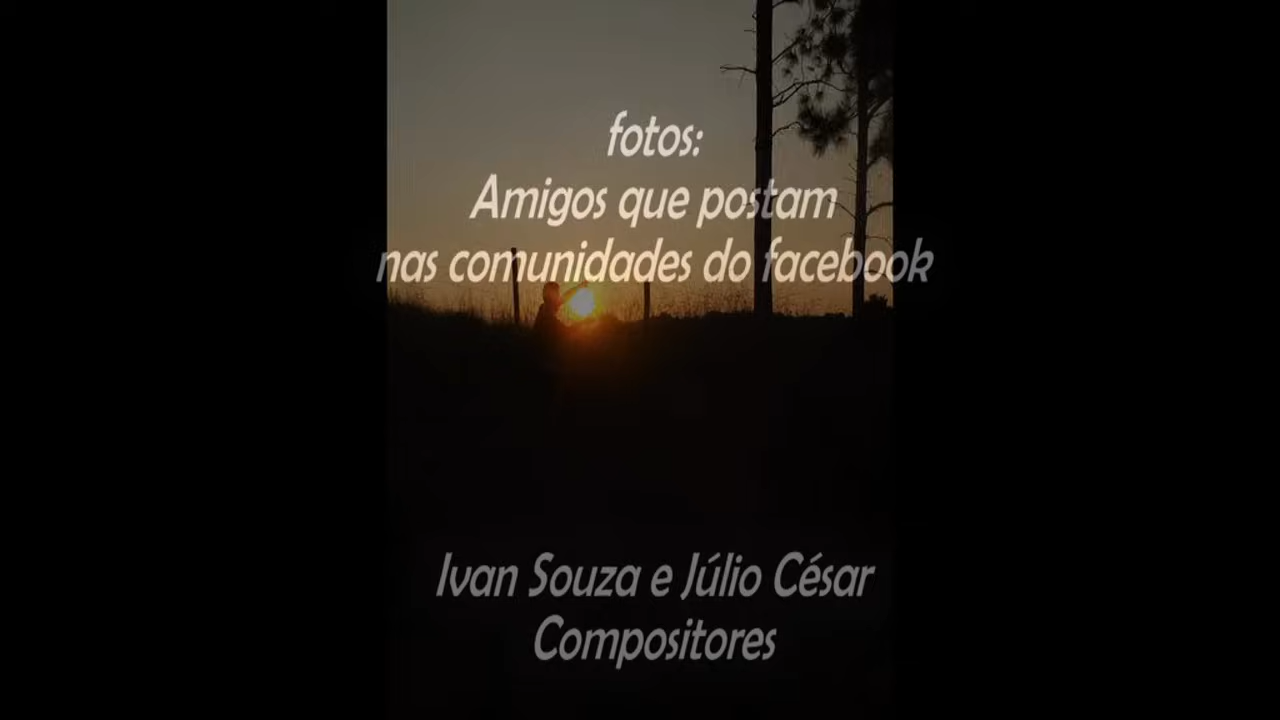 fotos:
Amigos que postam
nas comunidades do facebook
Ivan Souza e Júlio César
Compositores